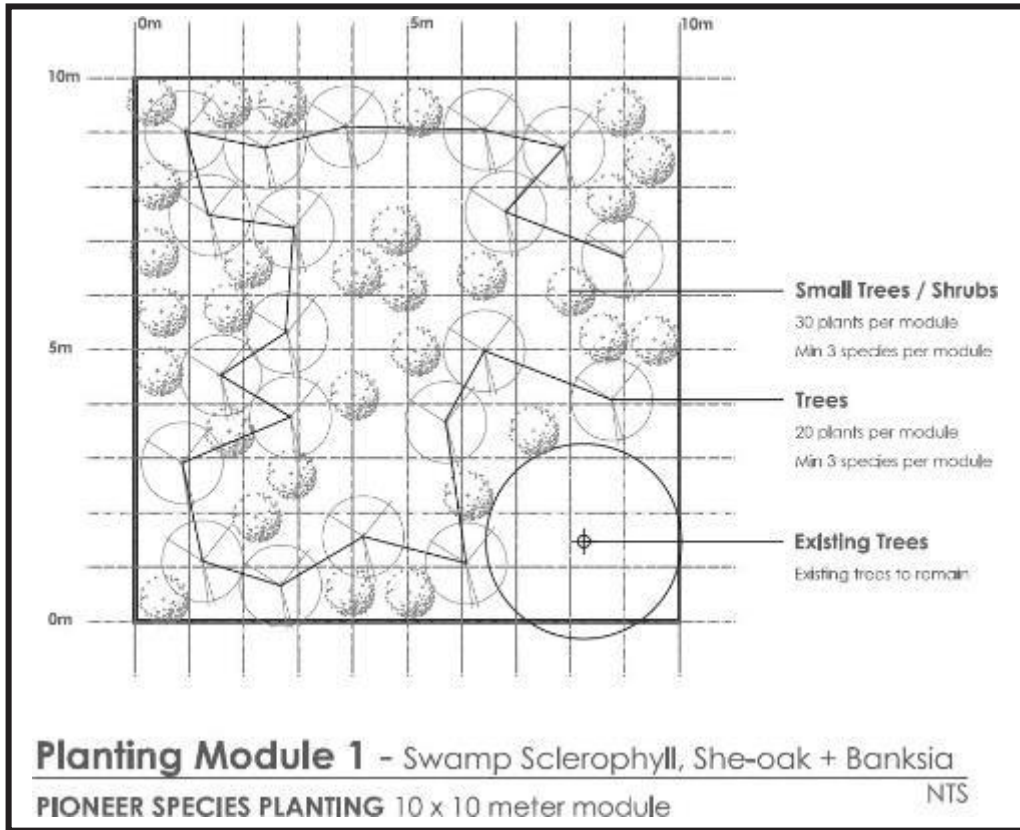 0m 5m 10m
10m
5m
0m
Small Trees / Shrubs
30 plants per module
Min 3 species per module
Trees
20 plants per module
Min 3 species per module
Existing Trees
Existing trees to remain
Planting Module 1 - Swamp Sclerophyll, She-oak + Banksia
PIONEER SPECIES PLANTING 10 x 10 meter module
NTS